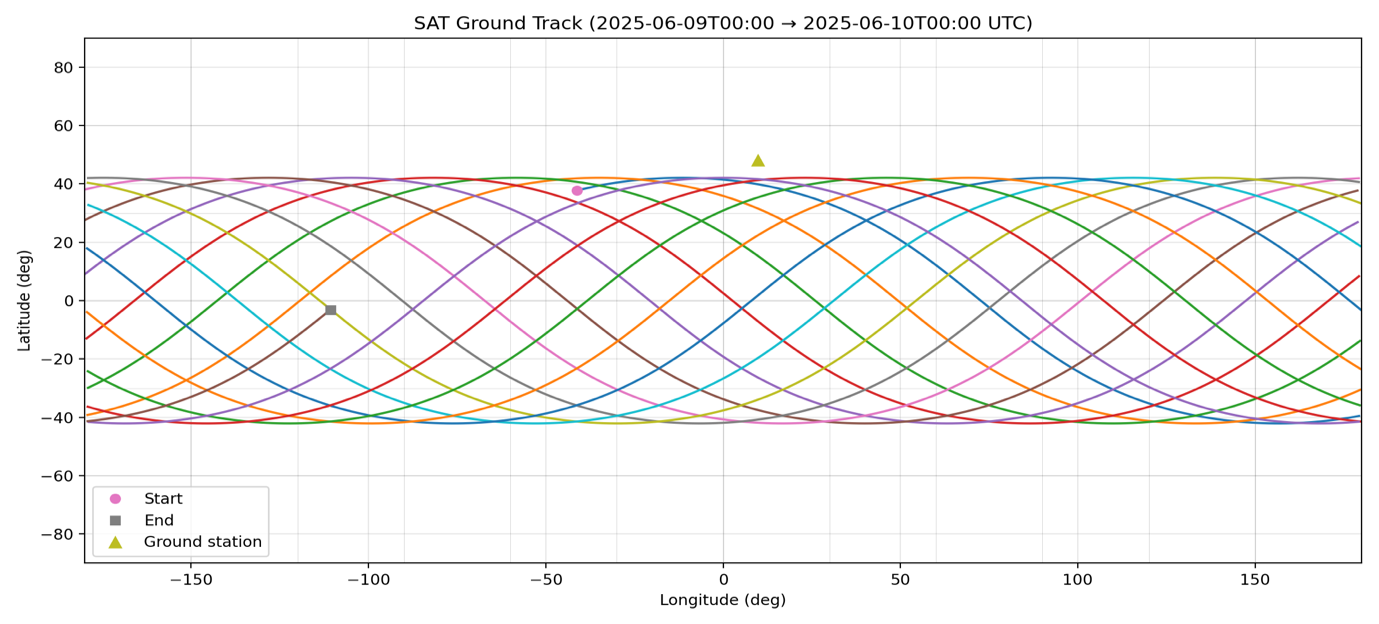 SAT Ground Track (2025-06-09T00:00 → 2025-06-10T00:00 UTC)
80
60
40
20
0
−20
−40
−60
−80
Latitude (deg)
Start
End
Ground station
−150 −100 −50 0 50 100 150
Longitude (deg)